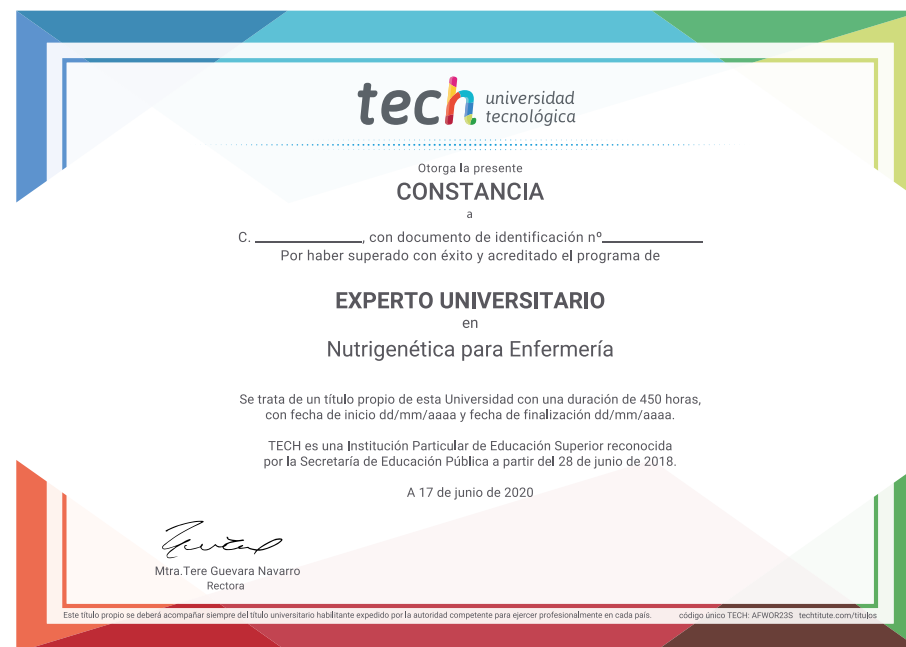 tech universidad
tecnológica
Otorga la presente
CONSTANCIA
a
C. ____________, con documento de identificación nº____________
Por haber superado con éxito y acreditado el programa de
EXPERTO UNIVERSITARIO
en
Nutrigenética para Enfermería
Se trata de un título propio de esta Universidad con una duración de 450 horas,
con fecha de inicio dd/mm/aaaa y fecha de finalización dd/mm/aaaa.
TECH es una Institución Particular de Educación Superior reconocida
por la Secretaría de Educación Pública a partir del 28 de junio de 2018.
A 17 de junio de 2020
Mtra.Tere Guevara Navarro
Rectora
Este título propio se deberá acompañar siempre del título universitario habilitante expedido por la autoridad competente para ejercer profesionalmente en cada país. código único TECH: AFWOR23S techtitute.com/títulos